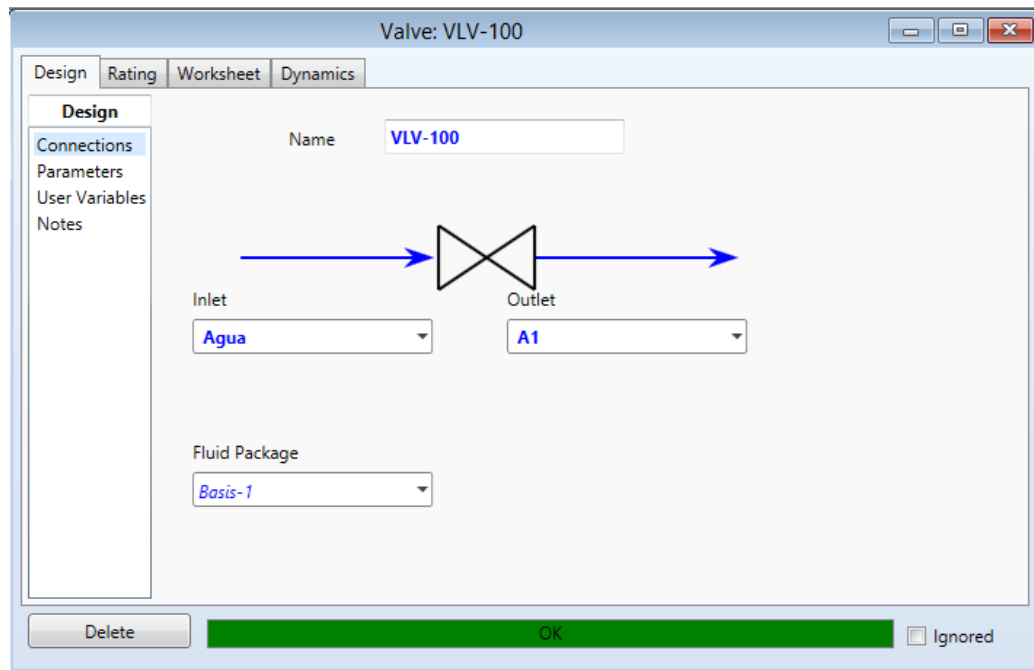 Valve: VLV-100
Design Rating Worksheet Dynamics
Design
Connections
Parameters
User Variables
Notes
Name VLV-100
Inlet Outlet
Agua A1
Fluid Package
Basis-1
Delete OK Ignored